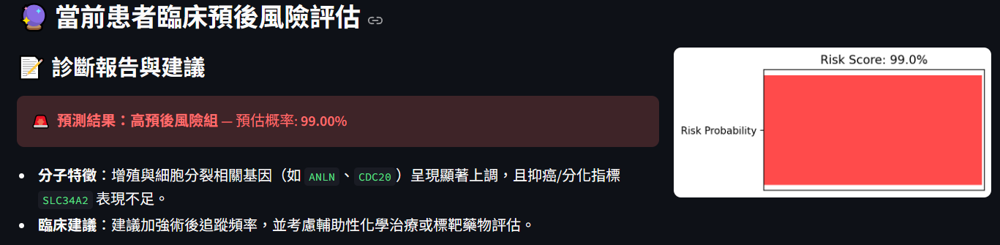 當前患者臨床預後風險評估
診斷報告與建議
預測結果：高預後風險組 — 預估概率: 99.00%
分子特徵：增殖與細胞分裂相關基因（如 ANLN、CDC20）呈現顯著上調，且抑癌/分化指標
SLC34A2 表現不足。
臨床建議：建議加強術後追蹤頻率，並考慮輔助性化學治療或標靶藥物評估。
Risk Score: 99.0%
Risk Probability